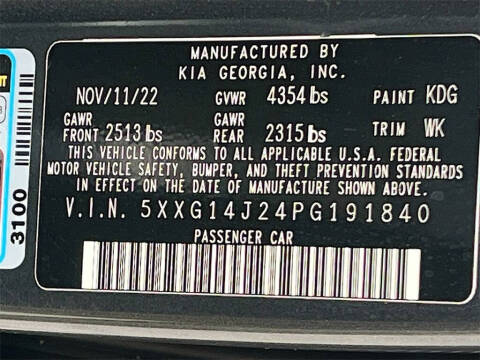 MANUFACTURED BY
KIA GEORGIA, INC.
NOV/11/22 GVWR 4354 lbs PAINT KDG
GAWR FRONT 2513 lbs GAWR REAR 2315 lbs TRIM WK
THIS VEHICLE CONFORMS TO ALL APPLICABLE U.S.A. FEDERAL
MOTOR VEHICLE SAFETY, BUMPER, AND THEFT PREVENTION STANDARDS
IN EFFECT ON THE DATE OF MANUFACTURE SHOWN ABOVE.
V.I.N. 5XXG14J24PG191840
PASSENGER CAR
3100